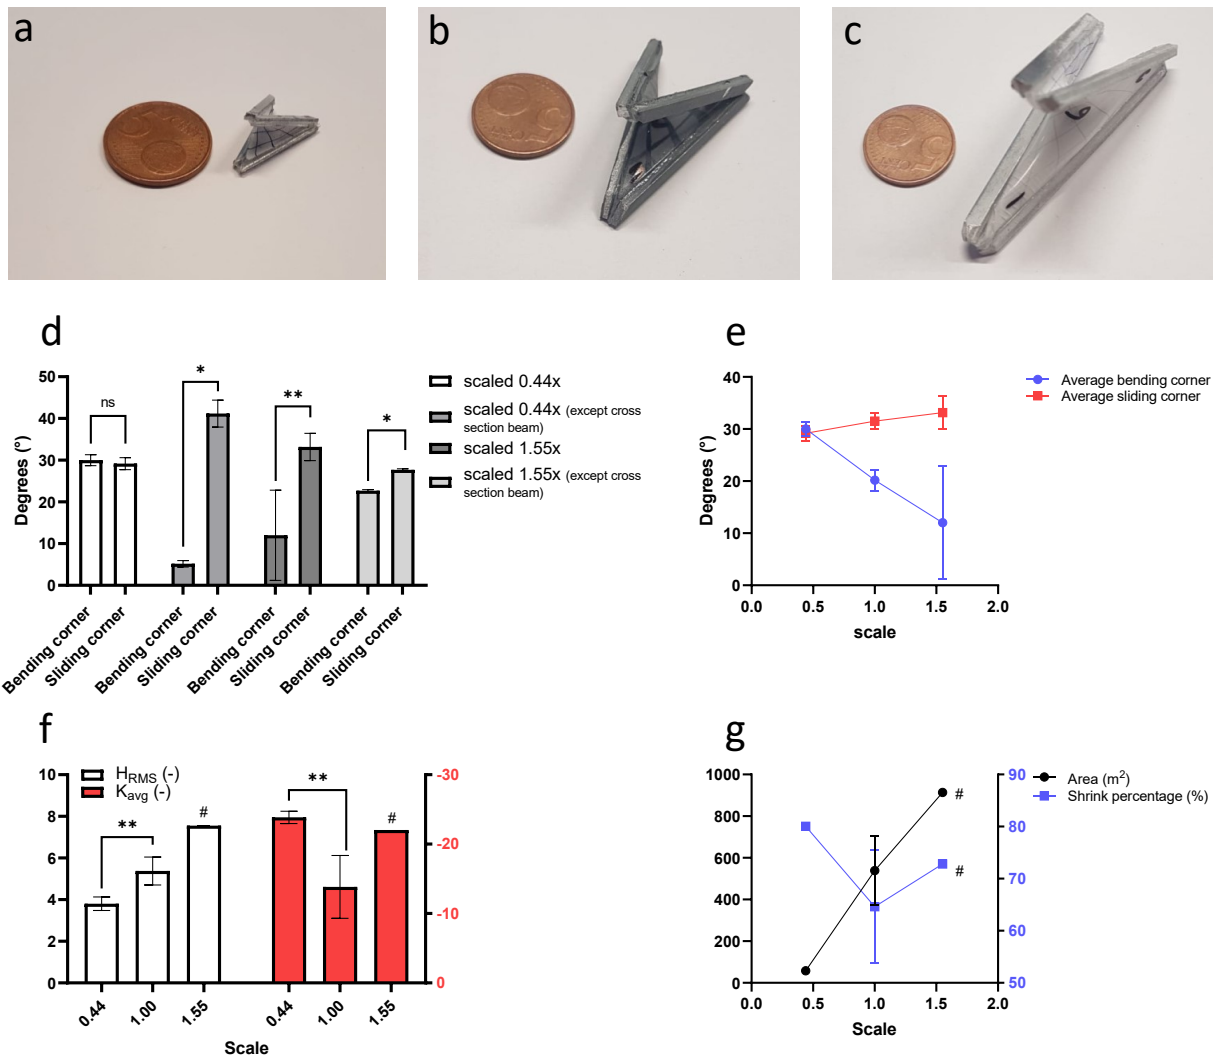 a
b
c
d
50
40
30
20
10
0
Degrees (°)
ns
*
**
*
Bending corner
Sliding corner
Bending corner
Sliding corner
Bending corner
Sliding corner
Bending corner
Sliding corner
scaled 0.44x
scaled 0.44x (except cross
section beam)
scaled 1.55x
scaled 1.55x (except cross
section beam)
e
40
30
20
10
0
Degrees (°)
0.0 0.5 1.0 1.5 2.0
scale
Average bending corner
Average sliding corner
f
10
8
6
4
2
0
HRMS (-)
Kavg (-)
**
#
**
#
-30
-20
-10
0
0.44 1.00 1.55 0.44 1.00 1.55
Scale
g
1000
800
600
400
200
0
90
80
70
60
50
#
#
0.0 0.5 1.0 1.5 2.0
Scale
Area (m²)
Shrink percentage (%)